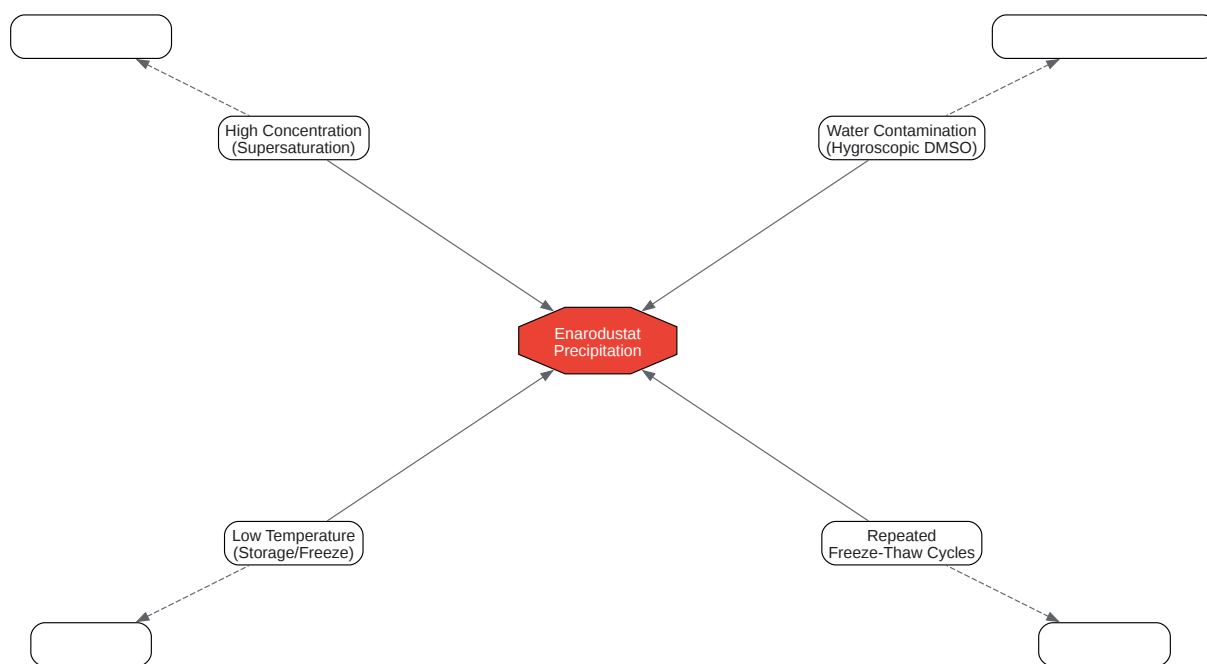 High Concentration
(Supersaturation)
Water Contamination
(Hygroscopic DMSO)
Enarodustat
Precipitation
Low Temperature
(Storage/Freeze)
Repeated
Freeze-Thaw Cycles